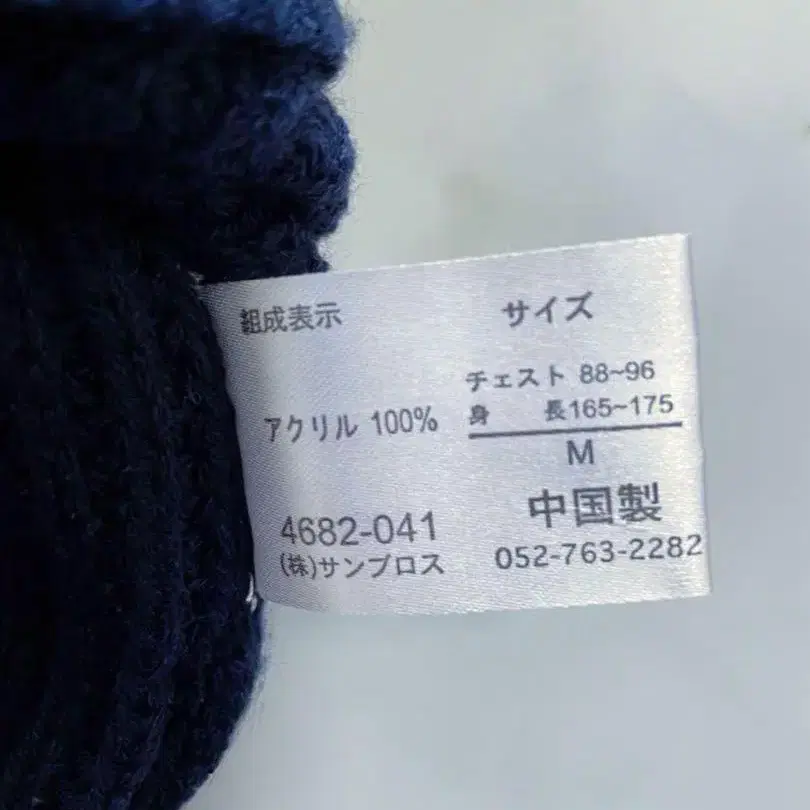 組成表示
アクリル 100%
4682-041
(株)サンブロス
サイズ
チェスト 88~96
身 長165~175
M
中国製
052-763-2282